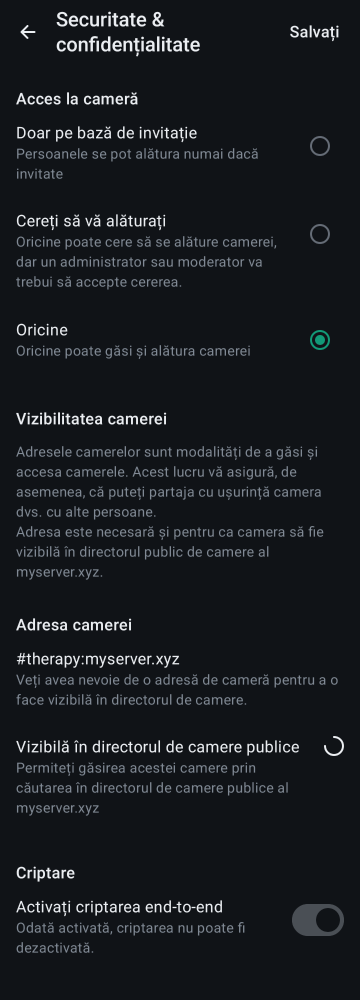 Securitate &
confidențialitate
Salvați
Acces la cameră
Doar pe bază de invitație
Persoanele se pot alătura numai dacă
invitate
Cereți să vă alăturați
Oricine poate cere să se alăture camerei,
dar un administrator sau moderator va
trebui să accepte cererea.
Oricine
Oricine poate găsi și alătura camerei
Vizibilitatea camerei
Adresele camerelor sunt modalități de a găsi și
accesa camerele. Acest lucru vă asigură, de
asemenea, că puteți partaja cu ușurință camera
dvs. cu alte persoane.
Adresa este necesară și pentru ca camera să fie
vizibilă în directorul public de camere al
myserver.xyz.
Adresa camerei
#therapy:myserver.xyz
Veți avea nevoie de o adresă de cameră pentru a o
face vizibilă în directorul de camere.
Vizibilă în directorul de camere publice
Permiteți găsirea acestei camere prin
căutarea în directorul de camere publice al
myserver.xyz
Criptare
Activați criptarea end-to-end
Odată activată, criptarea nu poate fi
dezactivată.